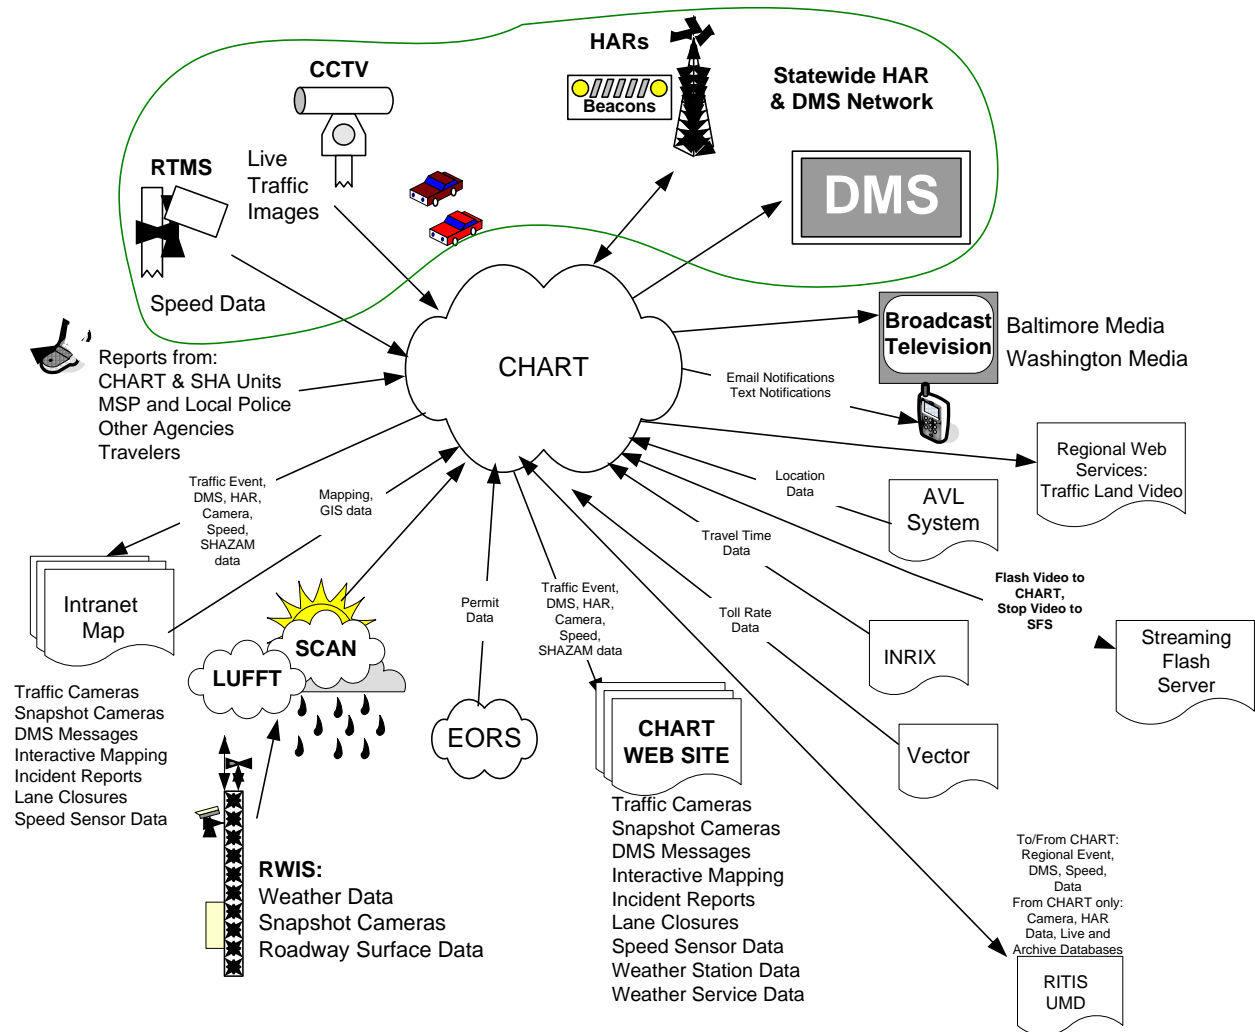 HARs
CCTV
Beacons
Statewide HAR
& DMS Network
RTMS
Live
Traffic
Images
DMS
Speed Data
Broadcast
Television
Baltimore Media
Washington Media
CHART
Reports from:
CHART & SHA Units
MSP and Local Police
Other Agencies
Travelers
Email Notifications
Text Notifications
Regional Web
Services:
Traffic Land Video
Location
Data
AVL
System
Traffic Event,
DMS, HAR,
Camera,
Speed,
SHAZAM
data
Mapping,
GIS data
Travel Time
Data
Flash Video to
CHART,
Stop Video to
SFS
Intranet
Map
Permit
Data
Traffic Event,
DMS, HAR,
Camera,
Speed,
SHAZAM data
Toll Rate
Data
Streaming
Flash
Server
INRIX
SCAN
LUFFT
EORS
CHART
WEB SITE
Vector
Traffic Cameras
Snapshot Cameras
DMS Messages
Interactive Mapping
Incident Reports
Lane Closures
Speed Sensor Data
Traffic Cameras
Snapshot Cameras
DMS Messages
Interactive Mapping
Incident Reports
Lane Closures
Speed Sensor Data
Weather Station Data
Weather Service Data
RWIS:
Weather Data
Snapshot Cameras
Roadway Surface Data
To/From CHART:
Regional Event,
DMS, Speed,
Data
From CHART only:
Camera, HAR
Data, Live and
Archive Databases
RITIS
UMD